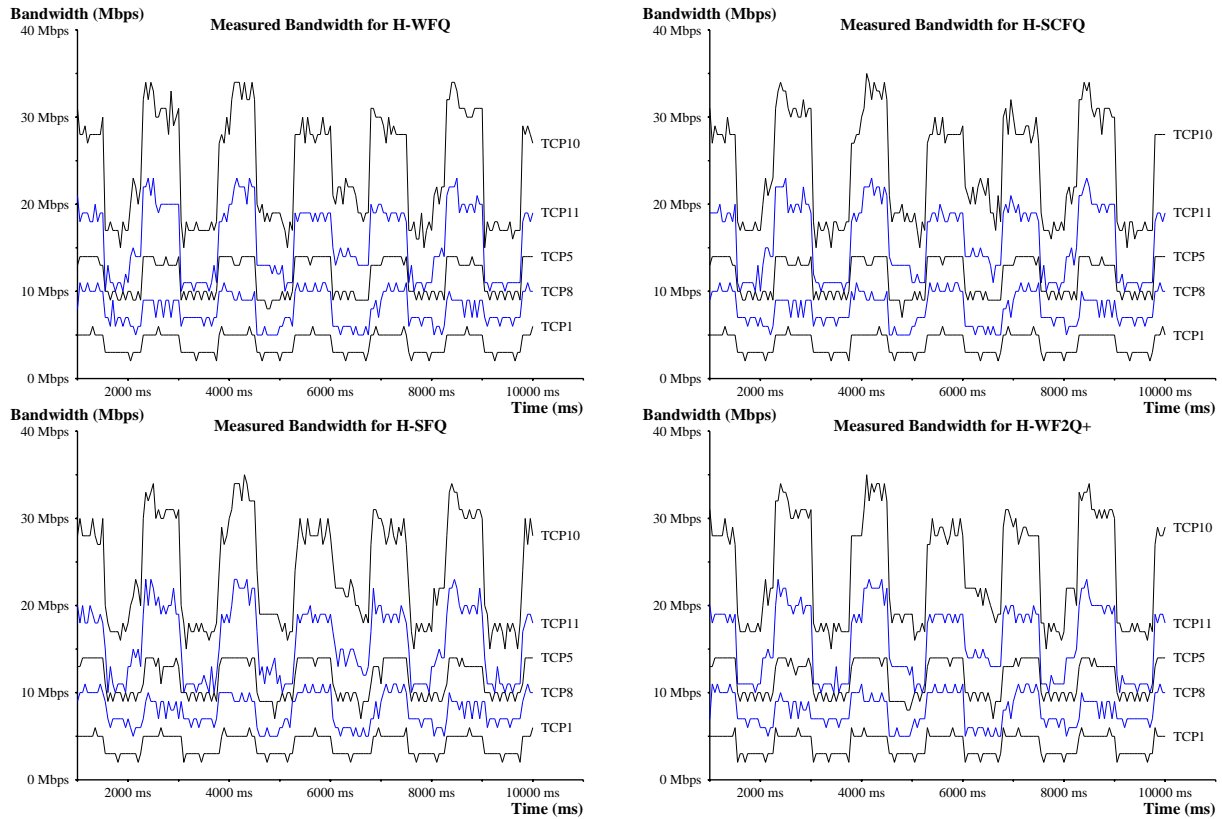 Bandwidth (Mbps)
Measured Bandwidth for H-WFQ
40 Mbps
30 Mbps
20 Mbps
10 Mbps
0 Mbps
TCP10
TCP11
TCP5
TCP8
TCP1
2000 ms 4000 ms 6000 ms 8000 ms 10000 ms
Time (ms)
Bandwidth (Mbps)
Measured Bandwidth for H-SCFQ
40 Mbps
30 Mbps
20 Mbps
10 Mbps
0 Mbps
TCP10
TCP11
TCP5
TCP8
TCP1
2000 ms 4000 ms 6000 ms 8000 ms 10000 ms
Time (ms)
Bandwidth (Mbps)
Measured Bandwidth for H-SFQ
40 Mbps
30 Mbps
20 Mbps
10 Mbps
0 Mbps
TCP10
TCP11
TCP5
TCP8
TCP1
2000 ms 4000 ms 6000 ms 8000 ms 10000 ms
Time (ms)
Bandwidth (Mbps)
Measured Bandwidth for H-WF2Q+
40 Mbps
30 Mbps
20 Mbps
10 Mbps
0 Mbps
TCP10
TCP11
TCP5
TCP8
TCP1
2000 ms 4000 ms 6000 ms 8000 ms 10000 ms
Time (ms)